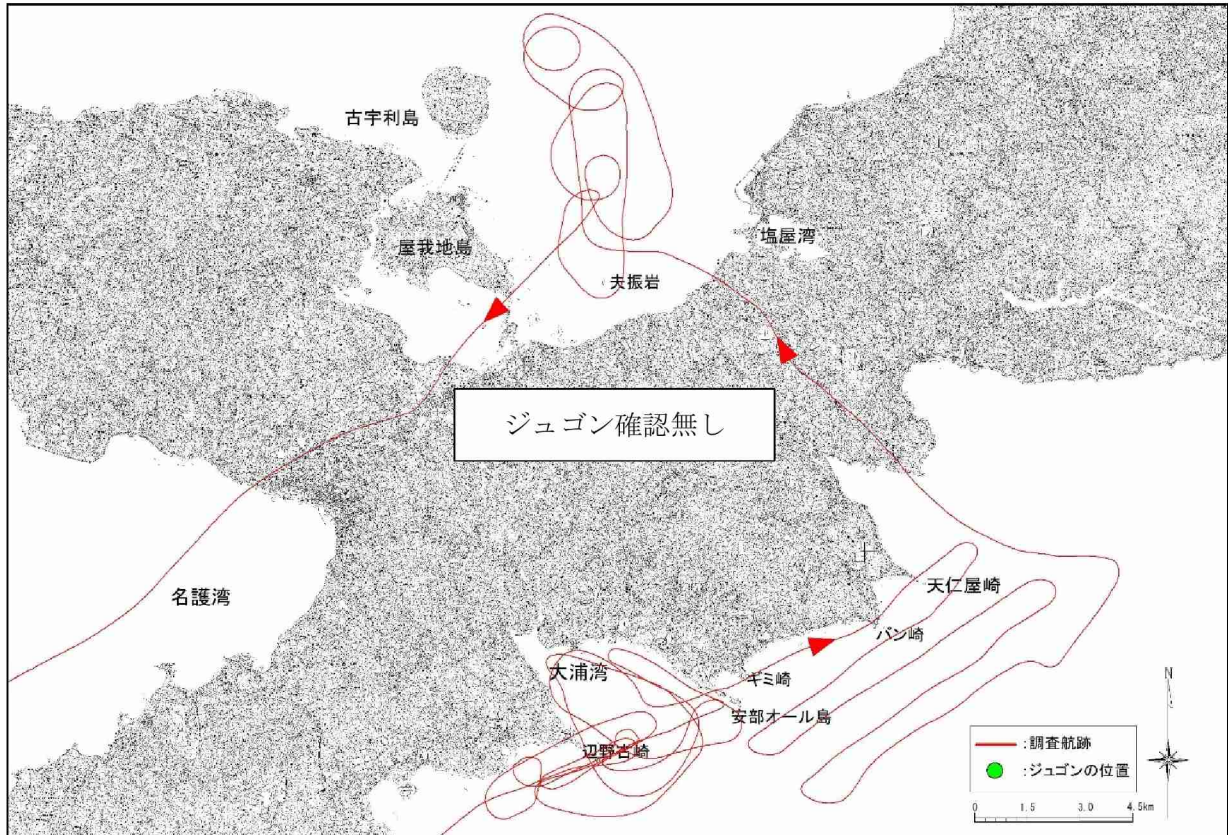 古宇利島
屋我地島
塩屋湾
夫振岩
ジュゴン確認無し
名護湾
天仁屋崎
バン崎
大浦湾
ギミ崎
安部オール島
辺野古崎
N
:調査航跡
:ジュゴンの位置
0 1.5 3.0 4.5km